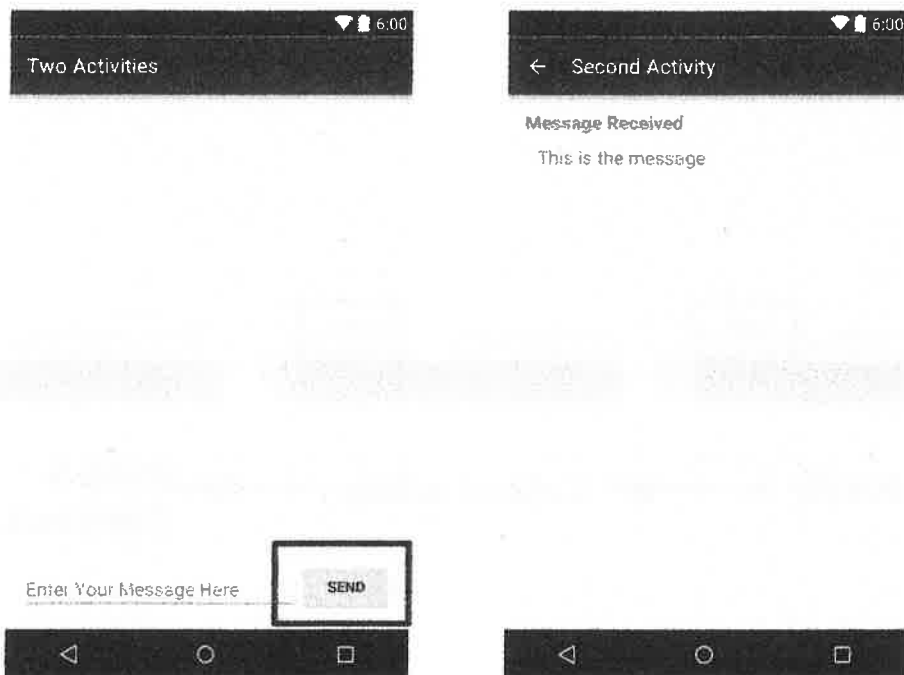 6:00
Two Activities
Enter Your Message Here
SEND
6:00
Second Activity
Message Received
This is the message